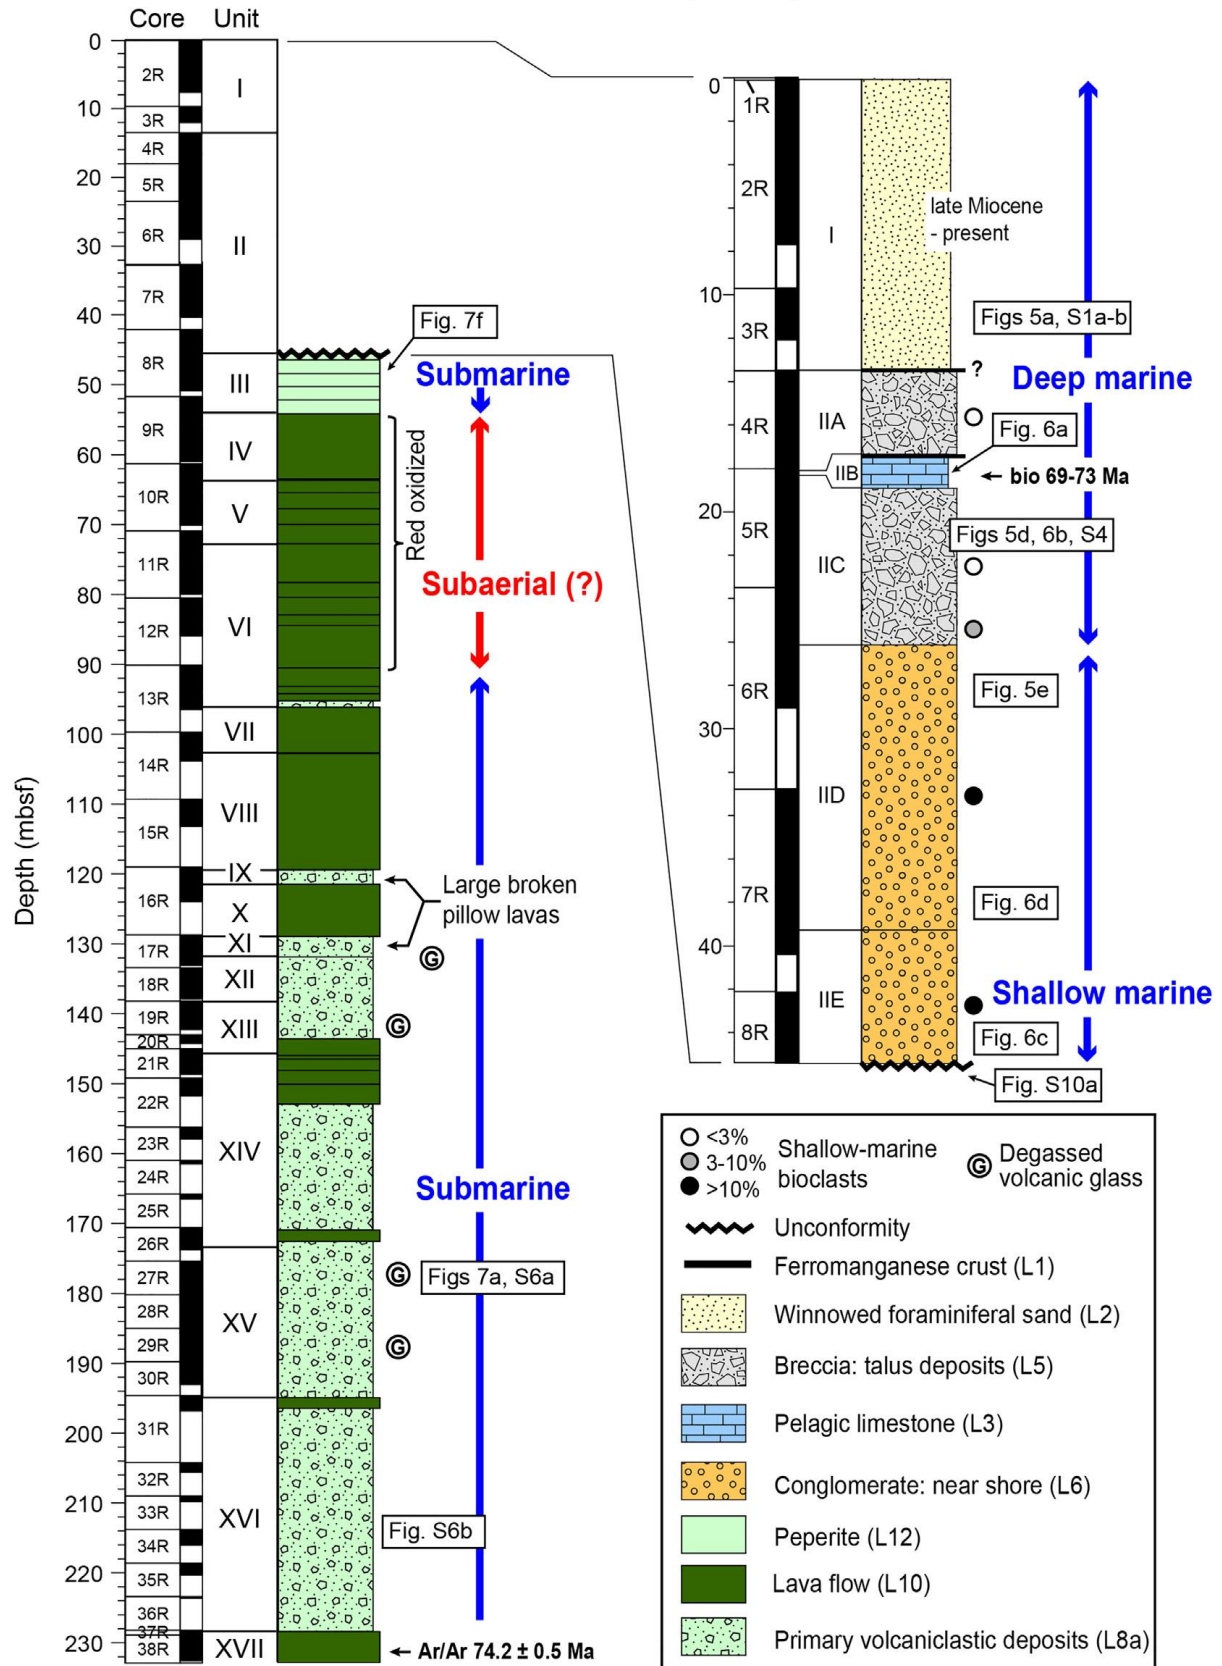 Core Unit
0
10
20
30
40
50
60
70
80
90
100
110
120
130
140
150
160
170
180
190
200
210
220
230
Depth (mbsf)
2R
3R
4R
5R
6R
7R
8R
9R
10R
11R
12R
13R
14R
15R
16R
17R
18R
19R
20R
21R
22R
23R
24R
25R
26R
27R
28R
29R
30R
31R
32R
33R
34R
35R
36R
37R
38R
I
II
III
IV
V
VI
VII
VIII
IX
X
XI
XII
XIII
XIV
XV
XVI
XVII
Fig. 7f
Submarine
Red oxidized
Subaerial (?)
Large broken
pillow lavas
G
G
Submarine
G
Figs 7a, S6a
G
Fig. S6b
Ar/Ar 74.2 ± 0.5 Ma
0
10
20
30
40
1R
2R
3R
4R
5R
6R
7R
8R
I
IIA
IIB
IIC
IID
IIE
late Miocene
- present
Figs 5a, S1a-b
?
Deep marine
Fig. 6a
bio 69-73 Ma
Figs 5d, 6b, S4
Fig. 5e
Fig. 6d
Shallow marine
Fig. 6c
Fig. S10a
<3%
3-10%
>10%
Shallow-marine
bioclasts
G
Degassed
volcanic glass
Unconformity
Ferromanganese crust (L1)
Winnowed foraminiferal sand (L2)
Breccia: talus deposits (L5)
Pelagic limestone (L3)
Conglomerate: near shore (L6)
Peperite (L12)
Lava flow (L10)
Primary volcaniclastic deposits (L8a)